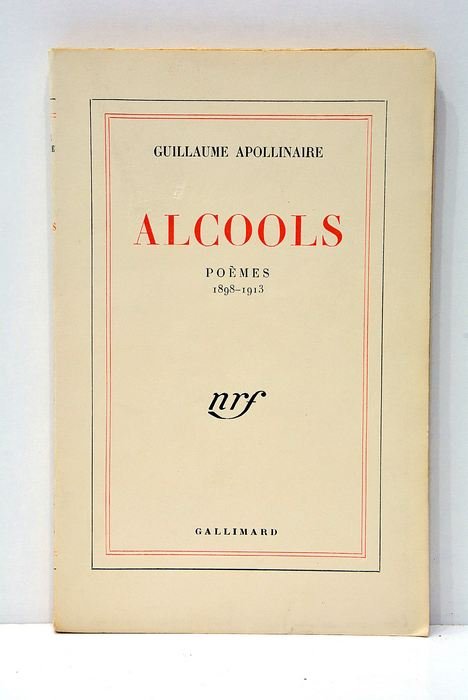 GUILLAUME APOLLINAIRE
ALCOOLS
POÈMES
1898-1913
nrf
GALLIMARD